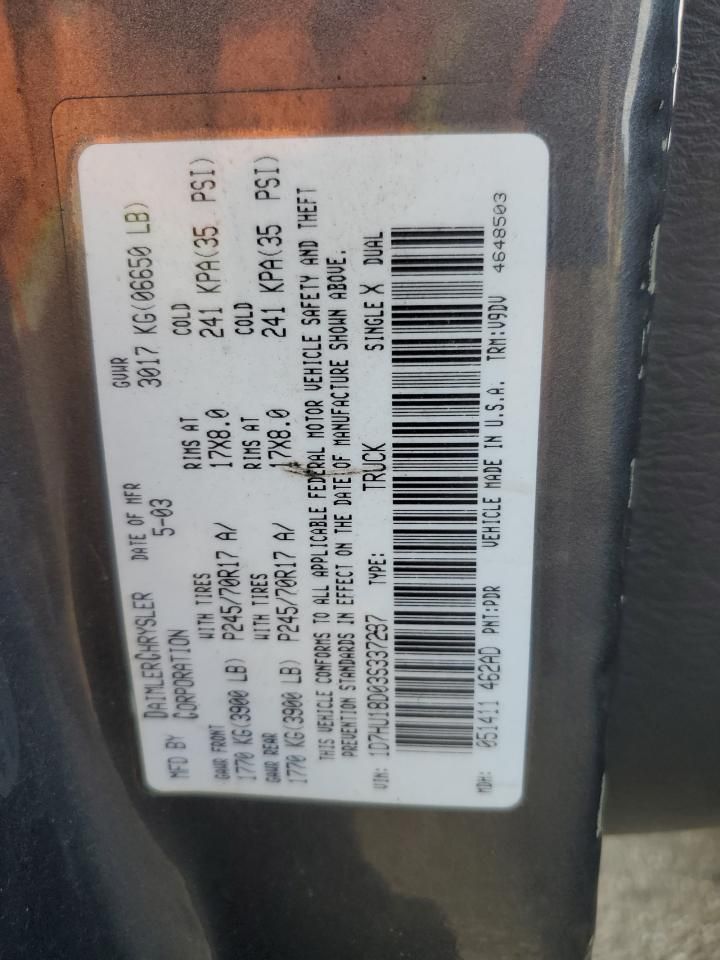 MFD BY DAIMLERCHRYSLER CORPORATION DATE OF MFR 5-03 GVWR 3017 KG(06650 LB)
GAWR FRONT WITH TIRES RIMS AT COLD
1770 KG(3900 LB) P245/70R17 A/ 17X8.0 241 KPA(35 PSI)
GAWR REAR WITH TIRES RIMS AT COLD
1770 KG(3900 LB) P245/70R17 A/ 17X8.0 241 KPA(35 PSI)
THIS VEHICLE CONFORMS TO ALL APPLICABLE FEDERAL MOTOR VEHICLE SAFETY AND THEFT
PREVENTION STANDARDS IN EFFECT ON THE DATE OF MANUFACTURE SHOWN ABOVE.
VIN: 1D7HU18D03S337297 TYPE: TRUCK SINGLE X DUAL
MDH: 051411 462AD PNT:PDR VEHICLE MADE IN U.S.A. TRM:V9DV
4648503